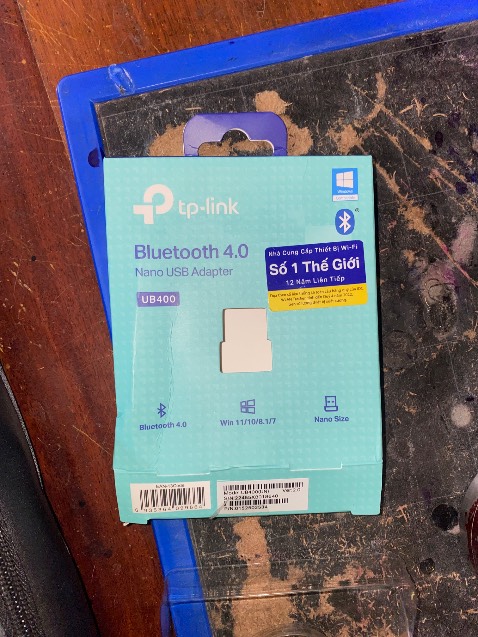 tp-link
Windows
Bluetooth 4.0
Nano USB Adapter
UB400
Nhà Cung Cấp Thiết Bị Wi-Fi
Số 1 Thế Giới
12 Năm Liên Tiếp
Bluetooth 4.0
Win 11/10/8.1/7
Nano Size